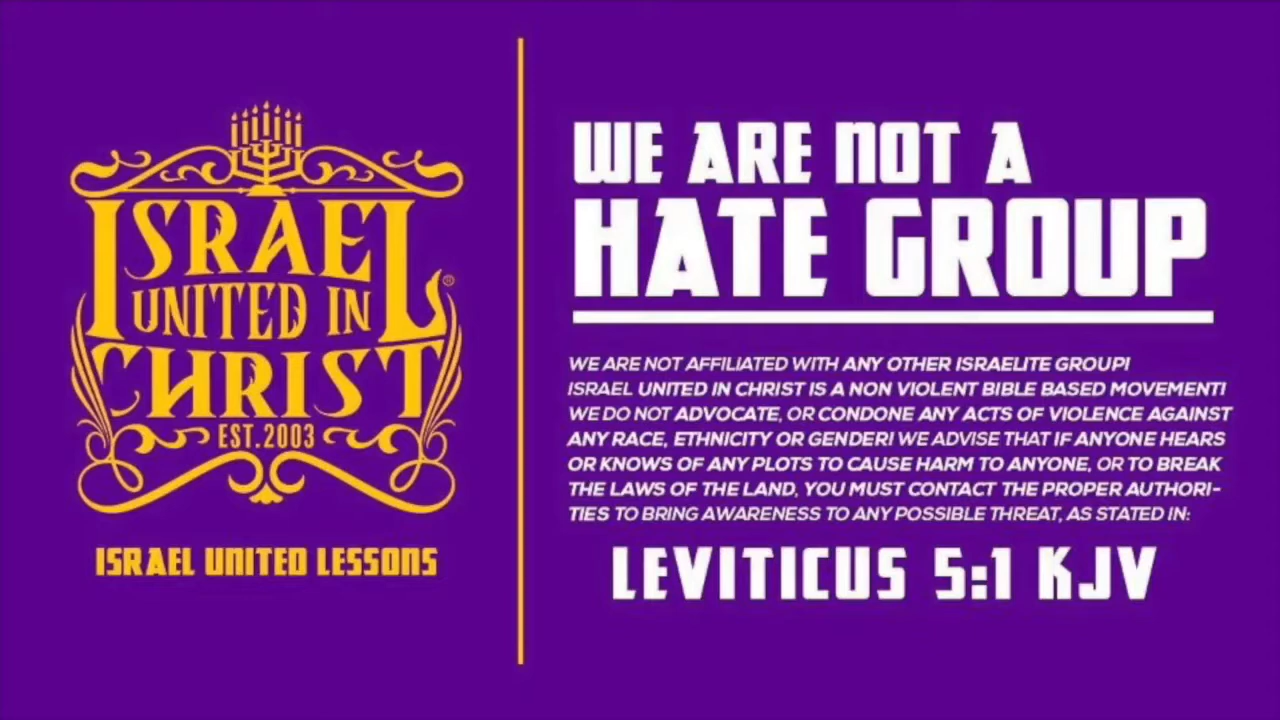 ISRAEL
UNITED IN
CHRIST®
EST.2003
ISRAEL UNITED LESSONS
WE ARE NOT A
HATE GROUP
WE ARE NOT AFFILIATED WITH ANY OTHER ISRAELITE GROUP!
ISRAEL UNITED IN CHRIST IS A NON VIOLENT BIBLE BASED MOVEMENT!
WE DO NOT ADVOCATE, OR CONDONE ANY ACTS OF VIOLENCE AGAINST
ANY RACE, ETHNICITY OR GENDER! WE ADVISE THAT IF ANYONE HEARS
OR KNOWS OF ANY PLOTS TO CAUSE HARM TO ANYONE, OR TO BREAK
THE LAWS OF THE LAND, YOU MUST CONTACT THE PROPER AUTHORI-
TIES TO BRING AWARENESS TO ANY POSSIBLE THREAT, AS STATED IN:
LEVITICUS 5:1 KJV